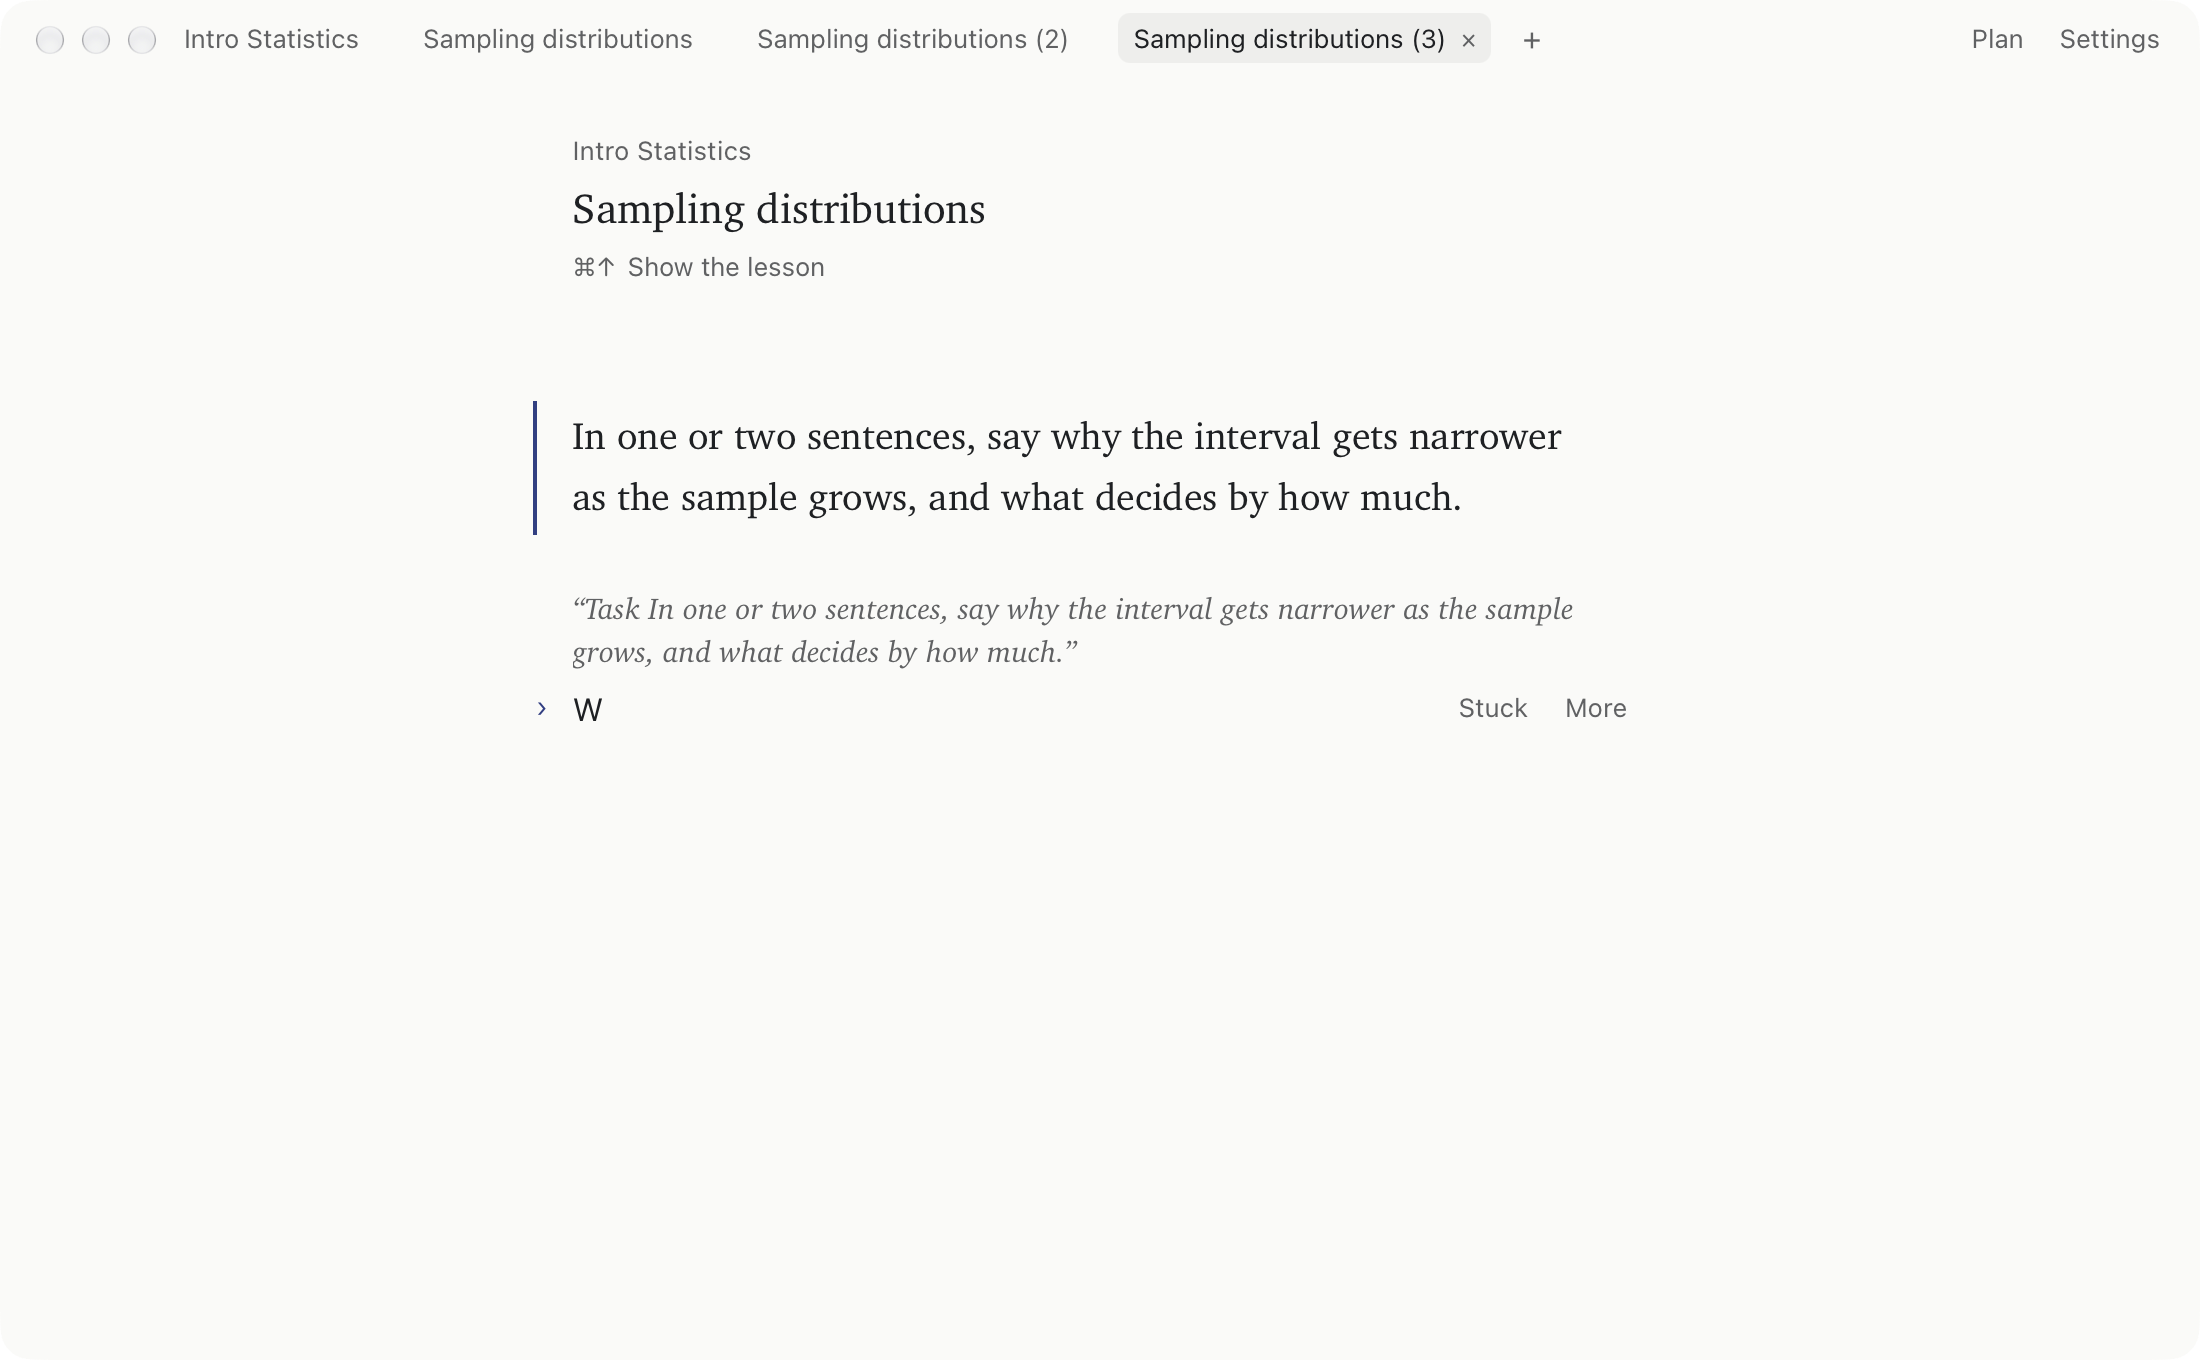 Intro Statistics Sampling distributions Sampling distributions (2) Sampling distributions (3) × + Plan Settings
Intro Statistics
Sampling distributions
⌘↑ Show the lesson
In one or two sentences, say why the interval gets narrower
as the sample grows, and what decides by how much.
“Task In one or two sentences, say why the interval gets narrower as the sample
grows, and what decides by how much.”
› W Stuck More